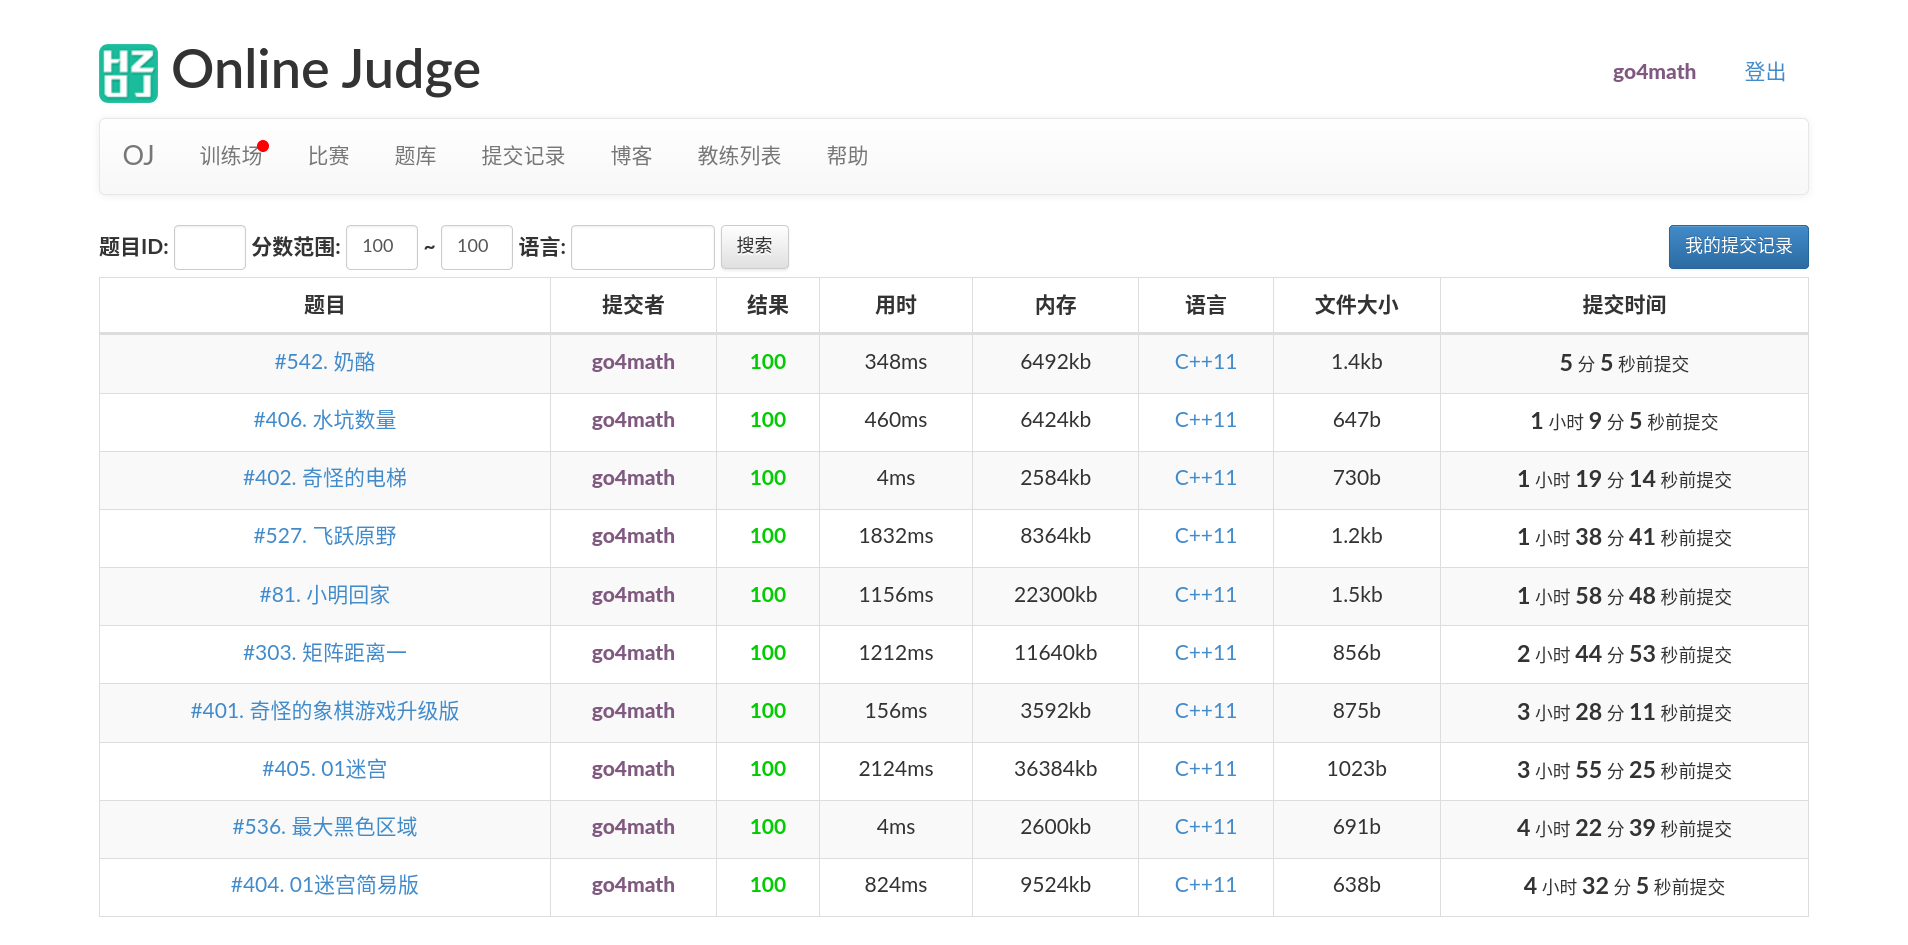 HZOJ Online Judge go4math 登出
OJ 训练场 比赛 题库 提交记录 博客 教练列表 帮助
题目ID: 分数范围: 100 ~ 100 语言: 搜索 我的提交记录
题目 提交者 结果 用时 内存 语言 文件大小 提交时间
#542. 奶酪 go4math 100 348ms 6492kb C++11 1.4kb 5 分 5 秒前提交
#406. 水坑数量 go4math 100 460ms 6424kb C++11 647b 1 小时 9 分 5 秒前提交
#402. 奇怪的电梯 go4math 100 4ms 2584kb C++11 730b 1 小时 19 分 14 秒前提交
#527. 飞跃原野 go4math 100 1832ms 8364kb C++11 1.2kb 1 小时 38 分 41 秒前提交
#81. 小明回家 go4math 100 1156ms 22300kb C++11 1.5kb 1 小时 58 分 48 秒前提交
#303. 矩阵距离一 go4math 100 1212ms 11640kb C++11 856b 2 小时 44 分 53 秒前提交
#401. 奇怪的象棋游戏升级版 go4math 100 156ms 3592kb C++11 875b 3 小时 28 分 11 秒前提交
#405. 01迷宫 go4math 100 2124ms 36384kb C++11 1023b 3 小时 55 分 25 秒前提交
#536. 最大黑色区域 go4math 100 4ms 2600kb C++11 691b 4 小时 22 分 39 秒前提交
#404. 01迷宫简易版 go4math 100 824ms 9524kb C++11 638b 4 小时 32 分 5 秒前提交